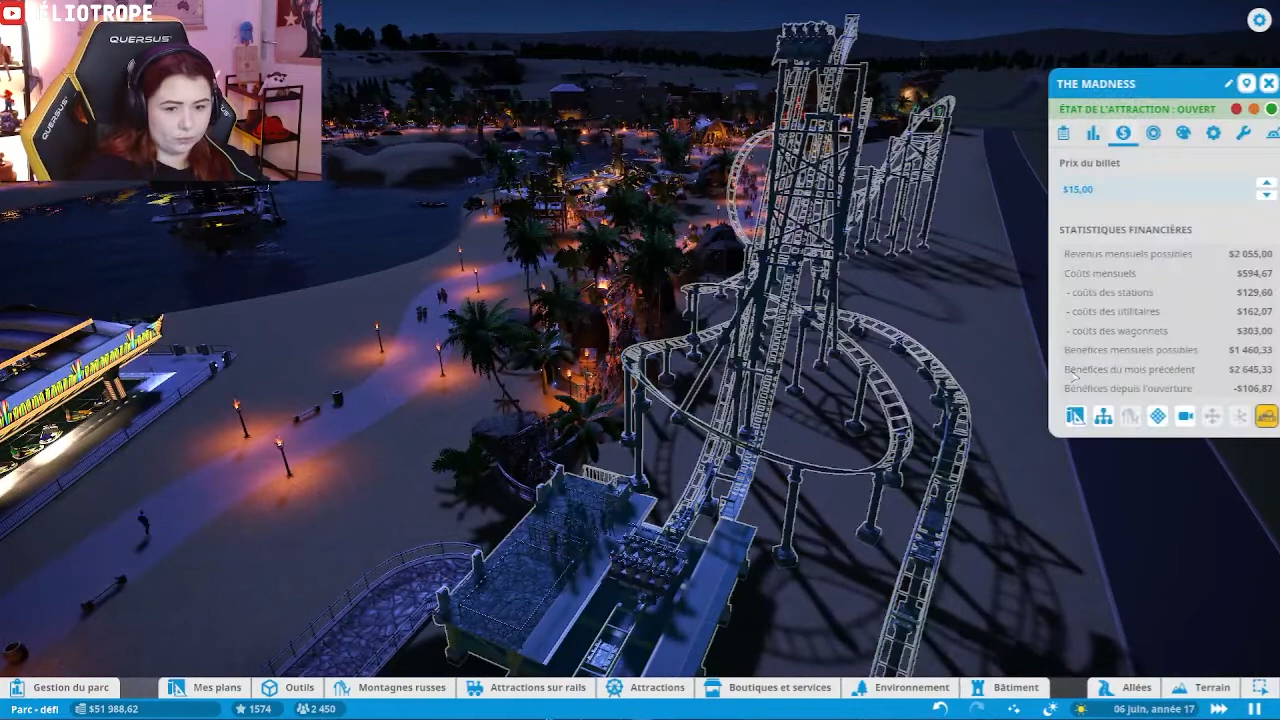 HÉLIOTROPE
QUERSUS
QUERSUS
THE MADNESS
ÉTAT DE L'ATTRACTION : OUVERT
Prix du billet
$15,00
STATISTIQUES FINANCIÈRES
Revenus mensuels possibles $2 055,00
Coûts mensuels $594,67
- coûts des stations $129,60
- coûts des utilitaires $162,07
- coûts des wagonnets $303,00
Bénéfices mensuels possibles $1 460,33
Bénéfices du mois précédent $2 645,33
Bénéfices depuis l'ouverture -$106,87
Gestion du parc Mes plans Outils Montagnes russes Attractions sur rails Attractions Boutiques et services Environnement Bâtiment Allées Terrain
Parc - défi $51 988,62 1574 2 450 06 juin, année 17